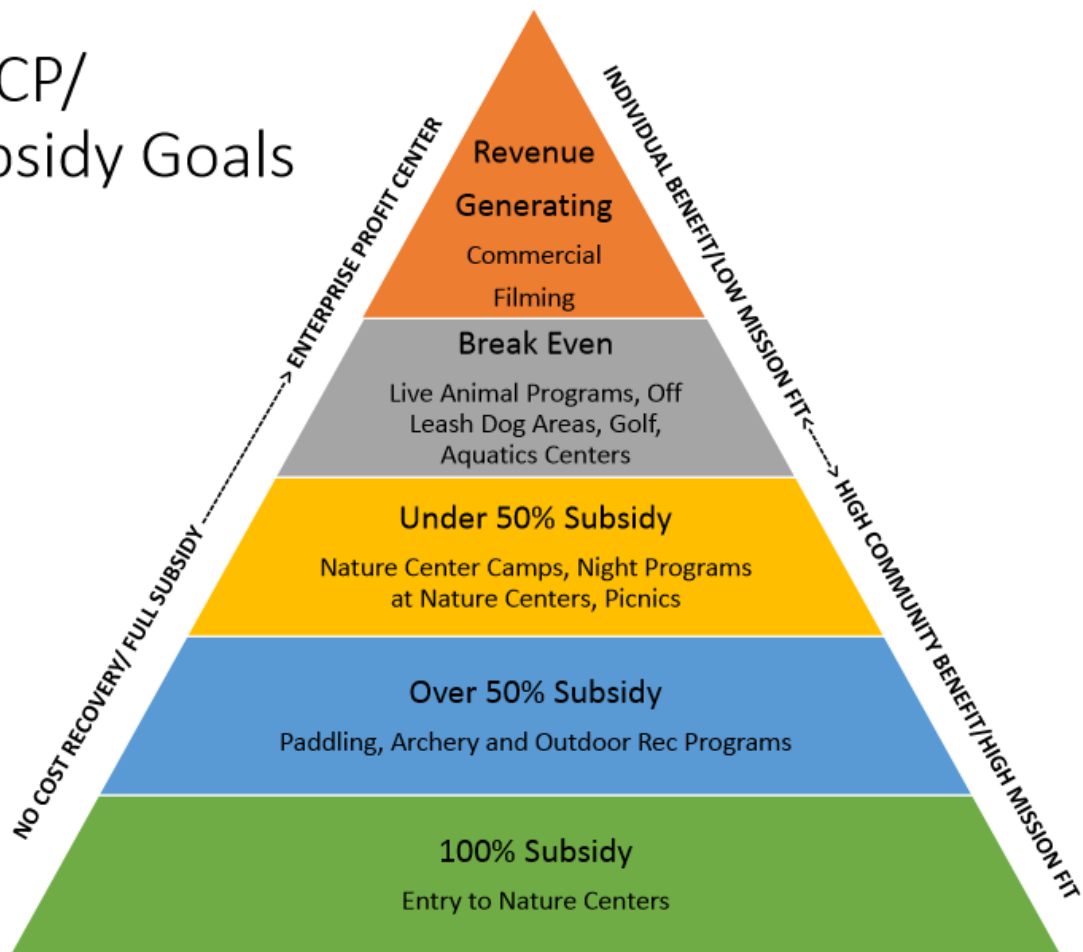 CP/
sidy Goals
Revenue
Generating
Commercial
Filming
Break Even
Live Animal Programs, Off
Leash Dog Areas, Golf,
Aquatics Centers
Under 50% Subsidy
Nature Center Camps, Night Programs
at Nature Centers, Picnics
Over 50% Subsidy
Paddling, Archery and Outdoor Rec Programs
100% Subsidy
Entry to Nature Centers
NO COST RECOVERY/ FULL SUBSIDY -----------> ENTERPRISE PROFIT CENTER
INDIVIDUAL BENEFIT/LOW MISSION FIT<-----> HIGH COMMUNITY BENEFIT/HIGH MISSION FIT